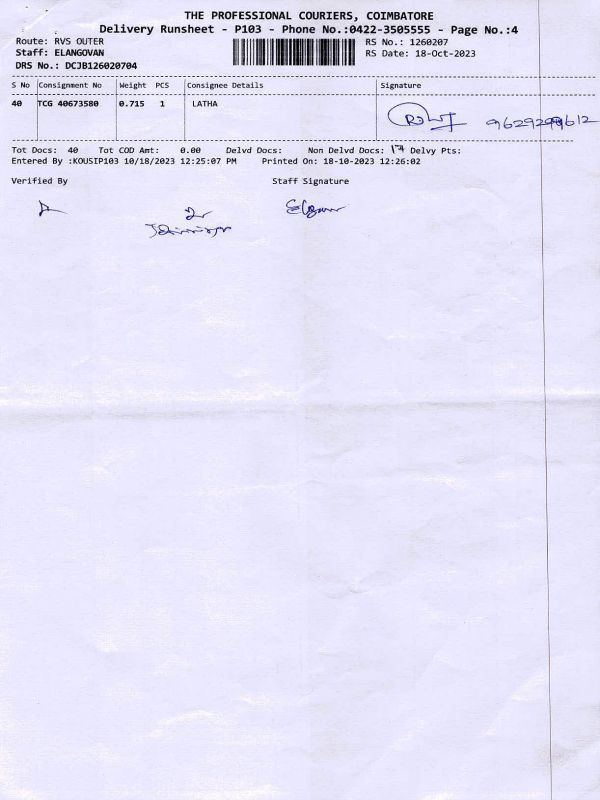 THE PROFESSIONAL COURIERS, COIMBATORE
Delivery Runsheet - P103 - Phone No.:0422-3505555 - Page No.:4
Route: RVS OUTER RS No.: 1260207
Staff: ELANGOVAN RS Date: 18-Oct-2023
DRS No.: DCJB126020704
S No Consignment No Weight PCS Consignee Details Signature
40 TCG 40673580 0.715 1 LATHA
Tot Docs: 40 Tot COD Amt: 0.00 Delvd Docs: Non Delvd Docs: 17 Delvy Pts:
Entered By :KOUSIP103 10/18/2023 12:25:07 PM Printed On: 18-10-2023 12:26:02
Verified By Staff Signature